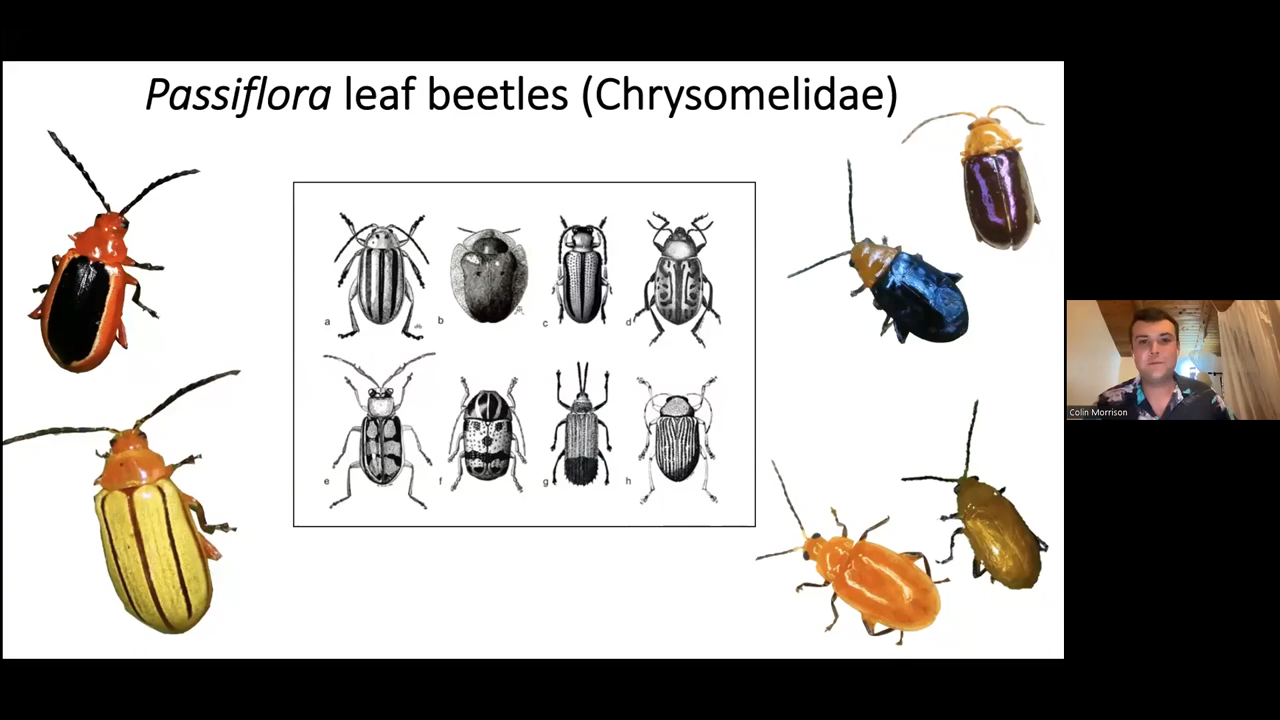 Passiflora leaf beetles (Chrysomelidae)
a
b
c
d
e
f
g
h
Colin Morrison